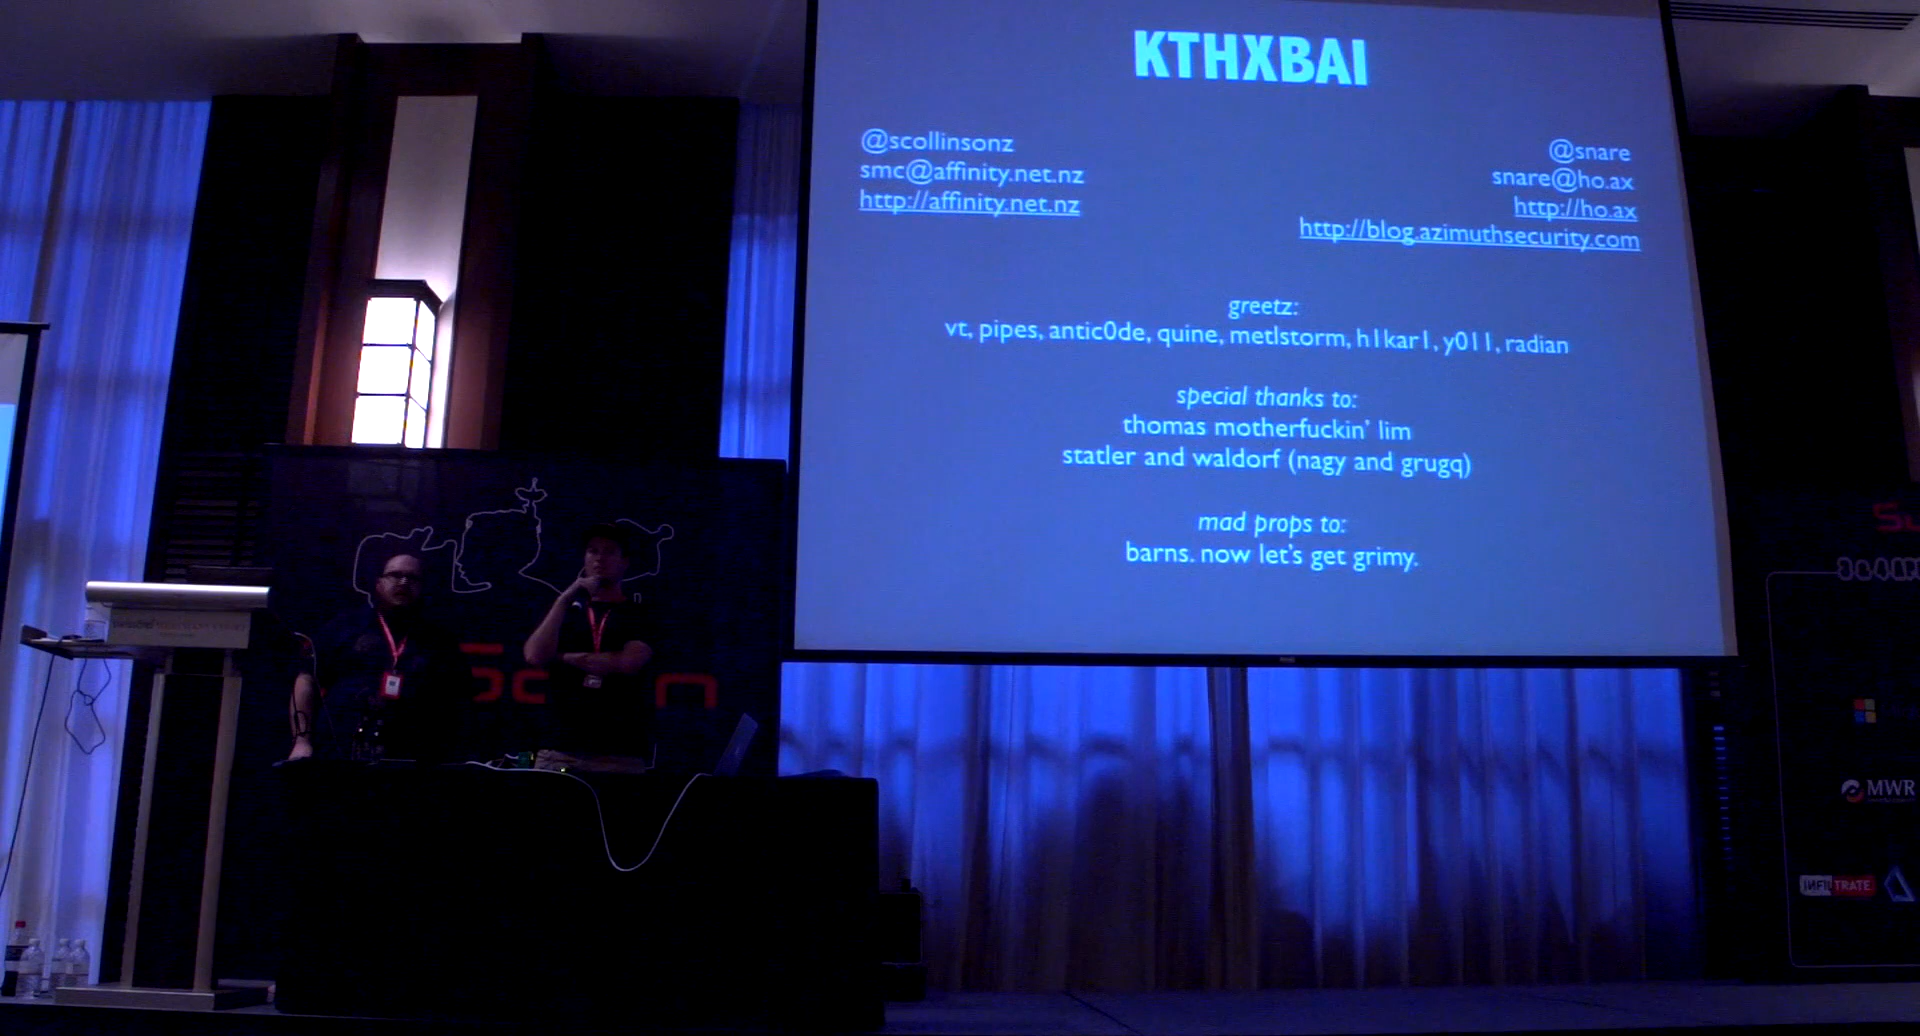 KTHXBAI
@scollinsonz
smc@affinity.net.nz
http://affinity.net.nz
@snare
snare@ho.ax
http://ho.ax
http://blog.azimuthsecurity.com
greetz:
vt, pipes, antic0de, quine, metlstorm, h1kar1, y011, radian
special thanks to:
thomas motherfuckin' lim
statler and waldorf (nagy and grugq)
mad props to:
barns. now let's get grimy.
MWR
INFILTRATE